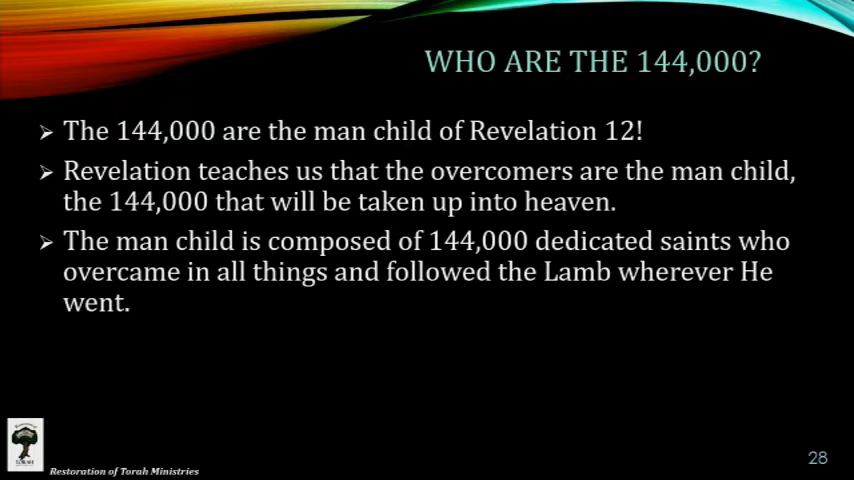 WHO ARE THE 144,000?
➢ The 144,000 are the man child of Revelation 12!
➢ Revelation teaches us that the overcomers are the man child,
the 144,000 that will be taken up into heaven.
➢ The man child is composed of 144,000 dedicated saints who
overcame in all things and followed the Lamb wherever He
went.
TORAH
Restoration of Torah Ministries
28